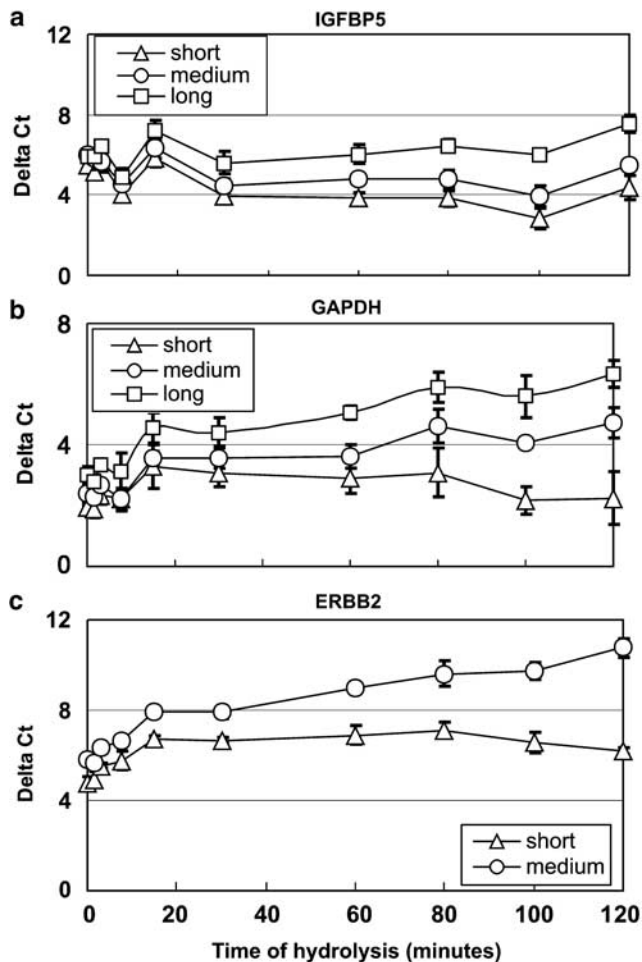 a
IGFBP5
12
short
medium
long
8
Delta Ct
4
0
b
GAPDH
8
short
medium
long
4
Delta Ct
0
c
ERBB2
12
8
Delta Ct
4
short
medium
0
0 20 40 60 80 100 120
Time of hydrolysis (minutes)